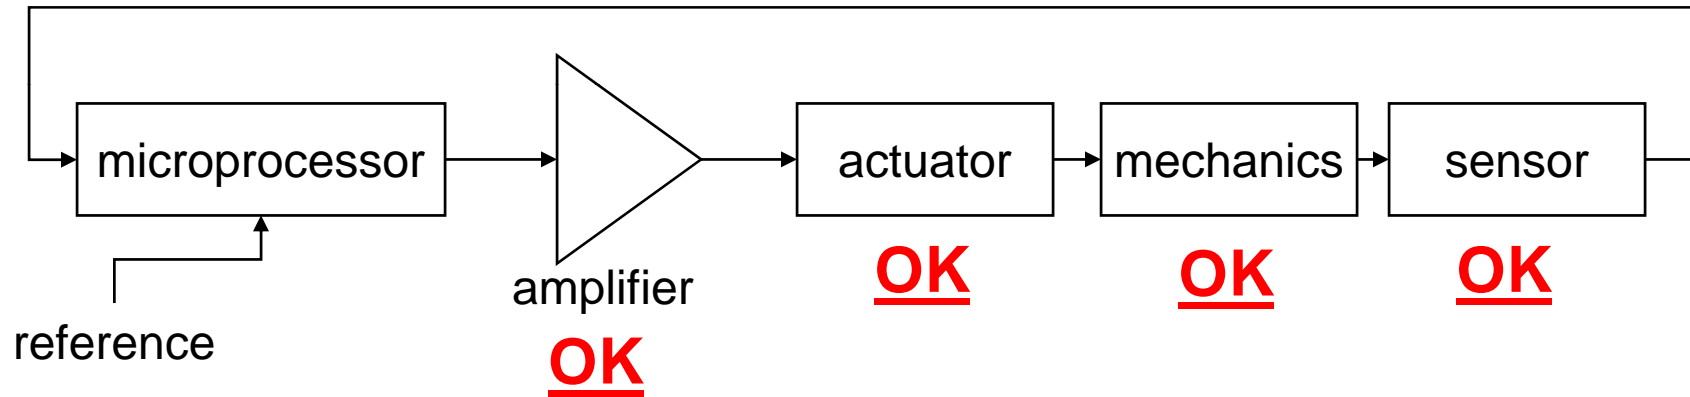 microprocessor
amplifier
OK
actuator
OK
mechanics
OK
sensor
OK
reference